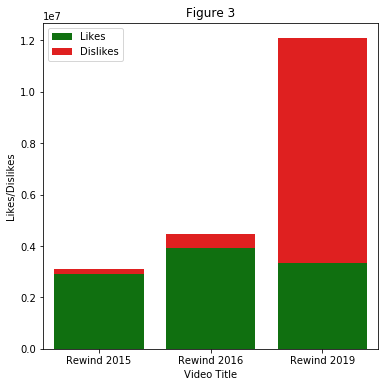 Figure 3
1e7
Likes
Dislikes
Likes/Dislikes
1.2
1.0
0.8
0.6
0.4
0.2
0.0
Rewind 2015
Rewind 2016
Rewind 2019
Video Title